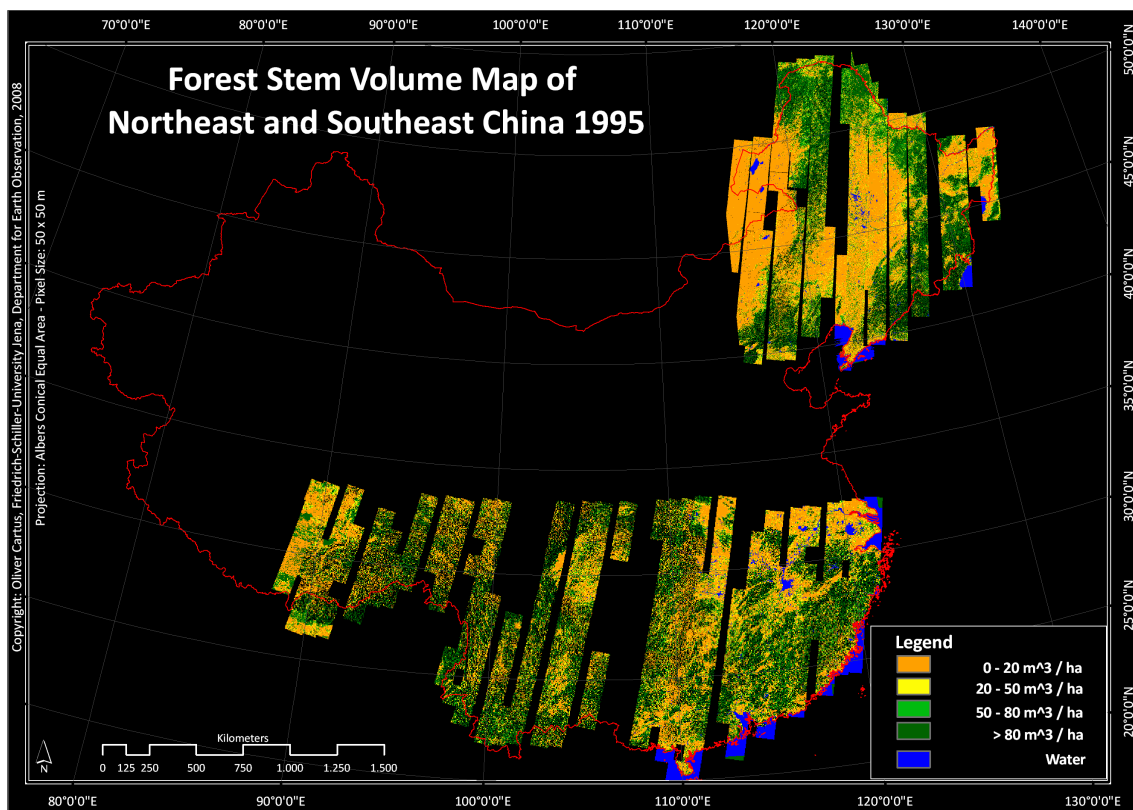 70°0'0"E 80°0'0"E 90°0'0"E 100°0'0"E 110°0'0"E 120°0'0"E 130°0'0"E 140°0'0"E
Forest Stem Volume Map of
Northeast and Southeast China 1995
Copyright: Oliver Cartus, Friedrich-Schiller-University Jena, Department for Earth Observation, 2008
Projection: Albers Conical Equal Area - Pixel Size: 50 x 50 m
50°0'0"N
45°0'0"N
40°0'0"N
35°0'0"N
30°0'0"N
25°0'0"N
20°0'0"N
Legend
0 - 20 m^3 / ha
20 - 50 m^3 / ha
50 - 80 m^3 / ha
> 80 m^3 / ha
Water
N
Kilometers
0 125 250 500 750 1.000 1.250 1.500
80°0'0"E 90°0'0"E 100°0'0"E 110°0'0"E 120°0'0"E 130°0'0"E